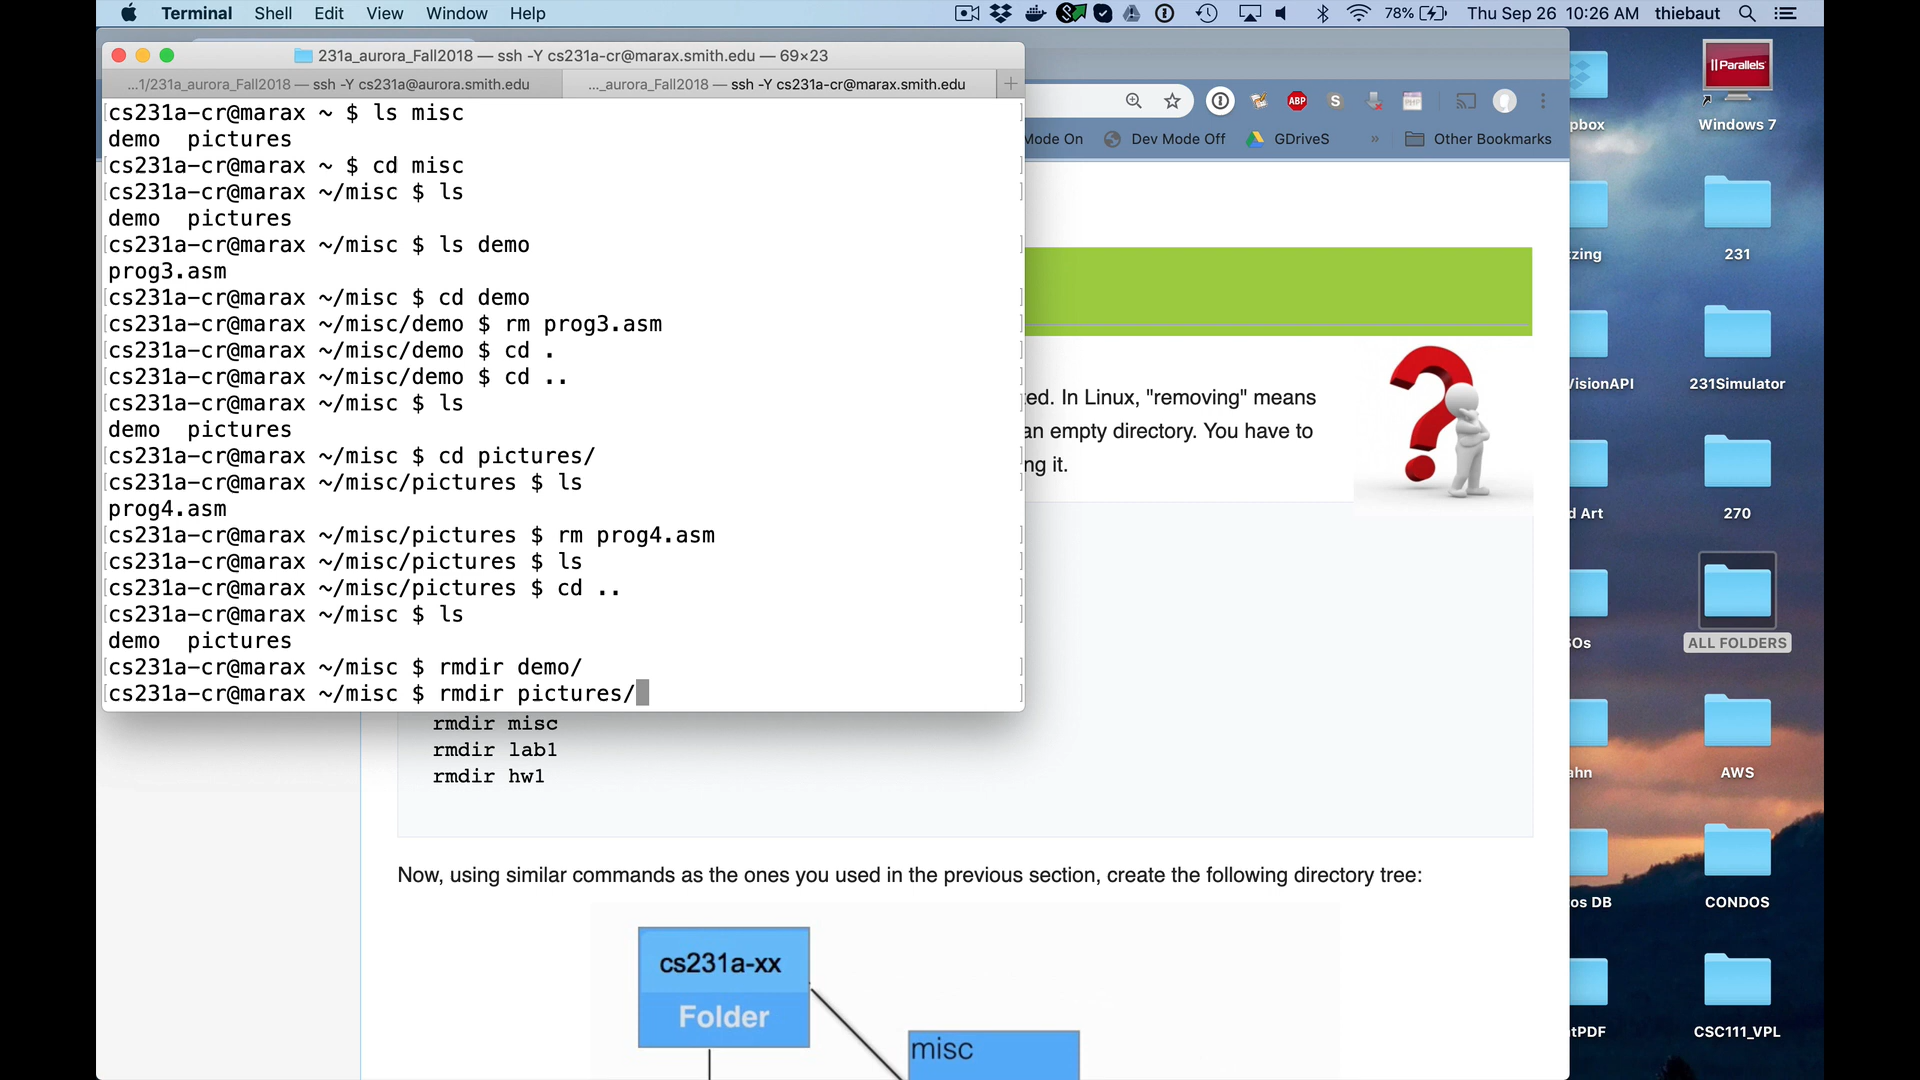 Terminal Shell Edit View Window Help 78% Thu Sep 26 10:26 AM thiebaut
231a_aurora_Fall2018 — ssh -Y cs231a-cr@marax.smith.edu — 69×23
...1/231a_aurora_Fall2018 — ssh -Y cs231a@aurora.smith.edu
..._aurora_Fall2018 — ssh -Y cs231a-cr@marax.smith.edu +
cs231a-cr@marax ~ $ ls misc
demo pictures
cs231a-cr@marax ~ $ cd misc
cs231a-cr@marax ~/misc $ ls
demo pictures
cs231a-cr@marax ~/misc $ ls demo
prog3.asm
cs231a-cr@marax ~/misc $ cd demo
cs231a-cr@marax ~/misc/demo $ rm prog3.asm
cs231a-cr@marax ~/misc/demo $ cd .
cs231a-cr@marax ~/misc/demo $ cd ..
cs231a-cr@marax ~/misc $ ls
demo pictures
cs231a-cr@marax ~/misc $ cd pictures/
cs231a-cr@marax ~/misc/pictures $ ls
prog4.asm
cs231a-cr@marax ~/misc/pictures $ rm prog4.asm
cs231a-cr@marax ~/misc/pictures $ ls
cs231a-cr@marax ~/misc/pictures $ cd ..
cs231a-cr@marax ~/misc $ ls
demo pictures
cs231a-cr@marax ~/misc $ rmdir demo/
cs231a-cr@marax ~/misc $ rmdir pictures/
ABP S
Mode On Dev Mode Off GDriveS » Other Bookmarks
ed. In Linux, "removing" means
an empty directory. You have to
ng it.
rmdir misc
rmdir lab1
rmdir hw1
Now, using similar commands as the ones you used in the previous section, create the following directory tree:
cs231a-xx
Folder
misc
|| Parallels
pbox Windows 7
tzing 231
VisionAPI 231Simulator
d Art 270
SOs ALL FOLDERS
ahn AWS
os DB CONDOS
tPDF CSC111_VPL